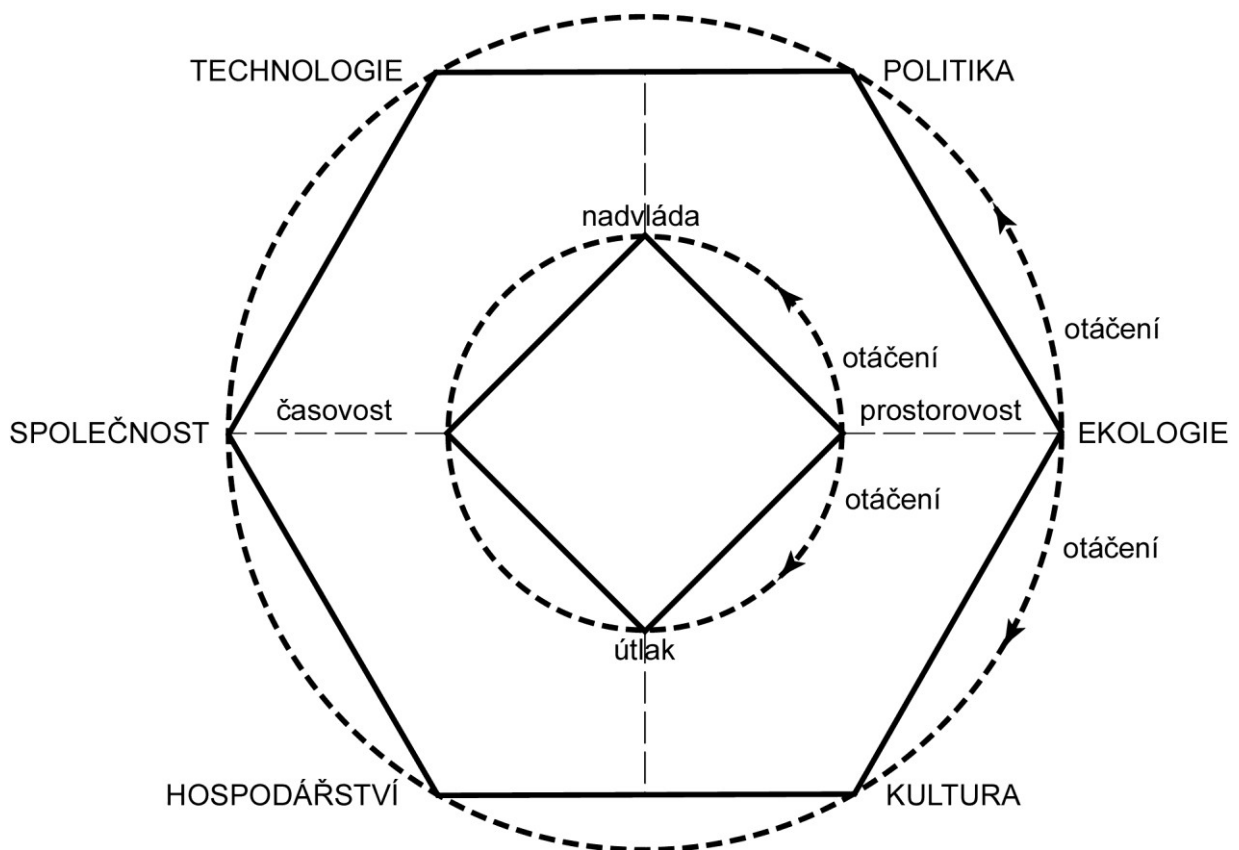 TECHNOLOGIE
POLITIKA
nadvláda
otáčení
otáčení
časovost
prostorovost
SPOLEČNOST
EKOLOGIE
otáčení
otáčení
útlak
HOSPODÁŘSTVÍ
KULTURA